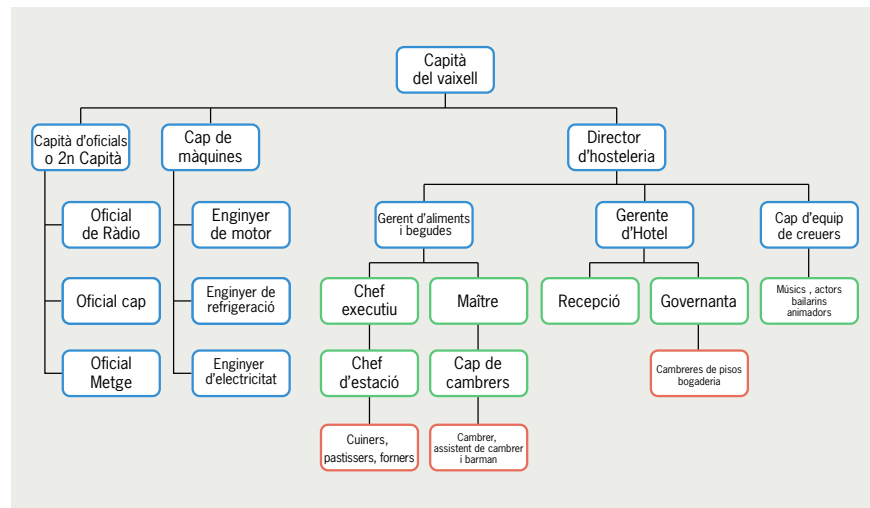 Capità
del vaixell
Capità d'oficials
o 2n Capità
Cap de
màquines
Director
d'hosteleria
Oficial
de Ràdio
Enginyer
de motor
Gerent d'aliments
i begudes
Gerente
d'Hotel
Cap d'equip
de creuers
Oficial cap
Enginyer de
refrigeració
Chef
executiu
Maître
Recepció
Governanta
Músics , actors
bailarins
animadors
Oficial
Metge
Enginyer
d'electricitat
Chef
d'estació
Cap de
cambrers
Cambreres de pisos
bogaderia
Cuiners,
pastissers, forners
Cambrer,
assistent de cambrer
i barman